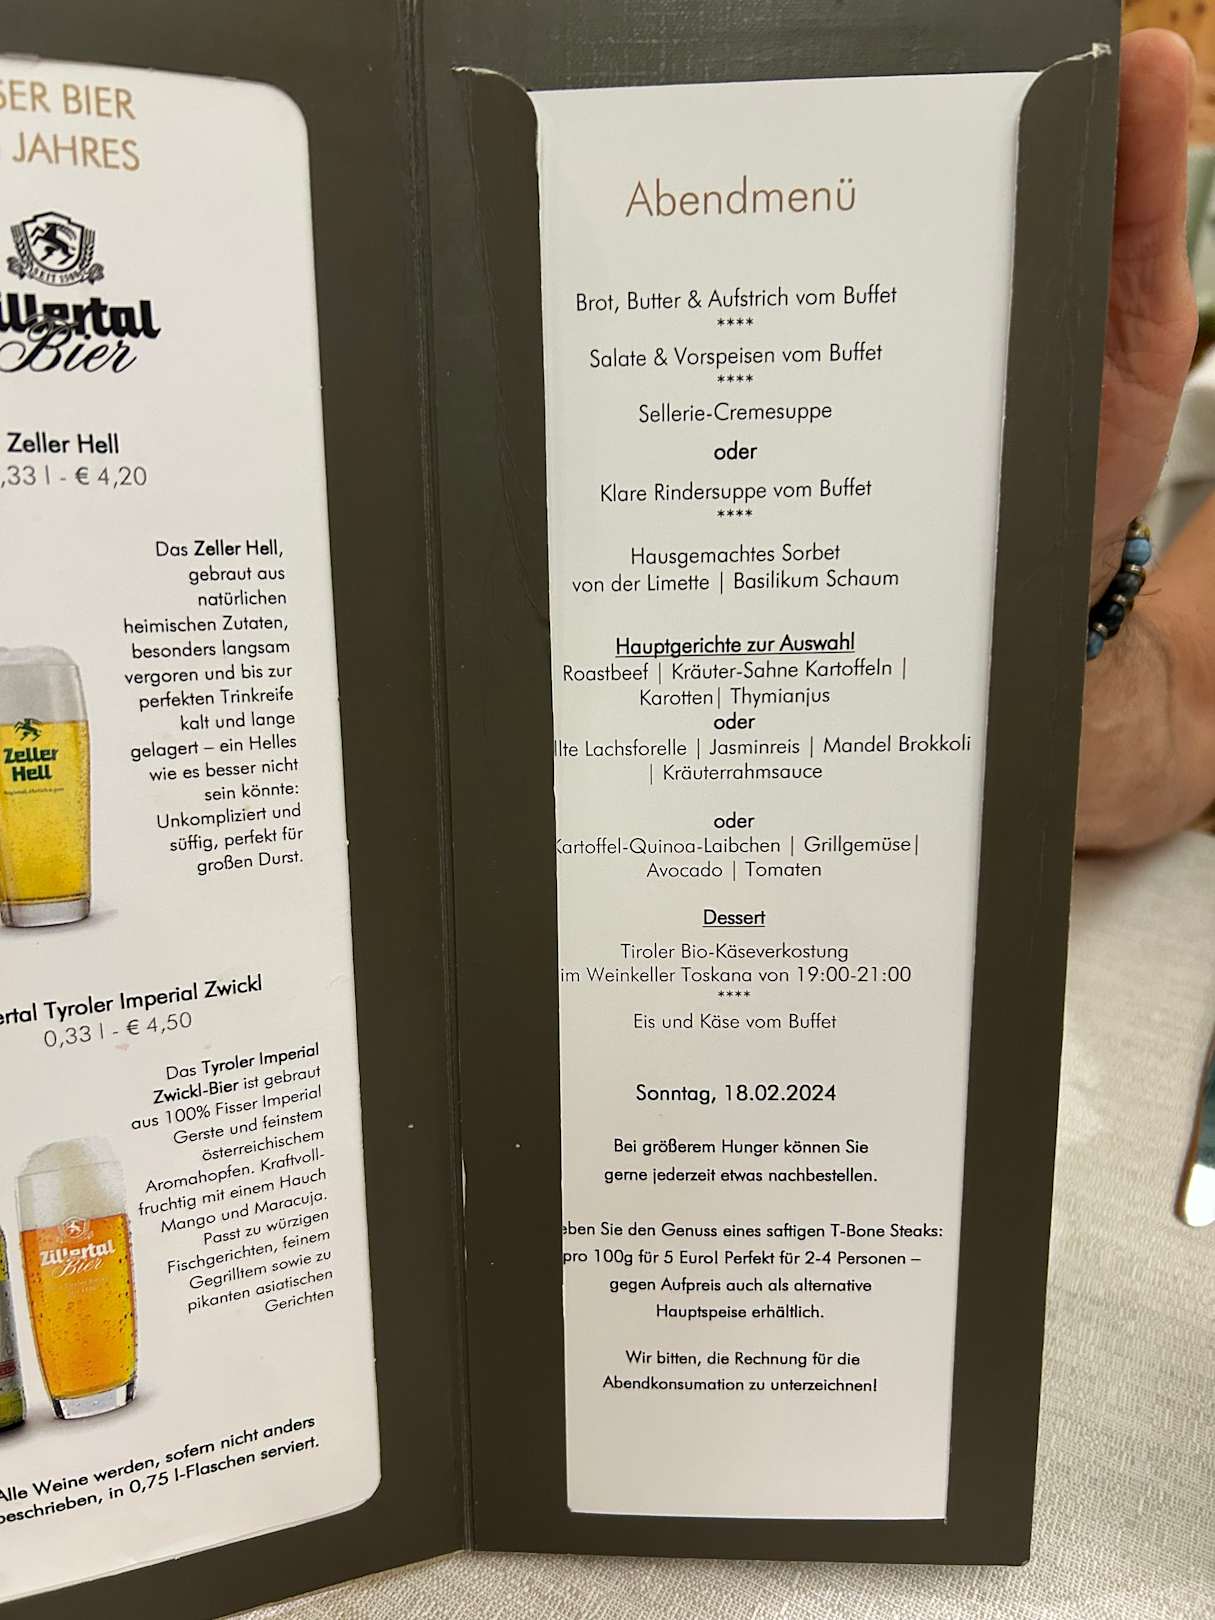 BIER
JAHRES
SEIT 1500
Zillertal
Bier
Zeller Hell
,33 l - € 4,20
Das Zeller Hell,
gebraut aus
natürlichen
heimischen Zutaten,
besonders langsam
vergoren und bis zur
perfekten Trinkreife
kalt und lange
gelagert – ein Helles
wie es besser nicht
sein könnte:
Unkompliziert und
süffig, perfekt für
großen Durst.
Zeller
Hell
Tyroler Imperial Zwickl
0,33 l - € 4,50
Das Tyroler Imperial
Zwickl-Bier ist gebraut
aus 100% Fisser Imperial
Gerste und feinstem
österreichischem
Aromahopfen. Kraftvoll-
fruchtig mit einem Hauch
Mango und Maracuja.
Passt zu würzigen
Fischgerichten, feinem
Gegrilltem sowie zu
pikanten asiatischen
Gerichten
Zillertal
Bier
Alle Weine werden, sofern nicht anders
beschrieben, in 0,75 l-Flaschen serviert.
Abendmenü
Brot, Butter & Aufstrich vom Buffet
****
Salate & Vorspeisen vom Buffet
****
Sellerie-Cremesuppe
oder
Klare Rindersuppe vom Buffet
****
Hausgemachtes Sorbet
von der Limette | Basilikum Schaum
Hauptgerichte zur Auswahl
Roastbeef | Kräuter-Sahne Kartoffeln |
Karotten| Thymianjus
oder
Lachsforelle | Jasminreis | Mandel Brokkoli
| Kräuterrahmsauce
oder
Kartoffel-Quinoa-Laibchen | Grillgemüse|
Avocado | Tomaten
Dessert
Tiroler Bio-Käseverkostung
im Weinkeller Toskana von 19:00-21:00
****
Eis und Käse vom Buffet
Sonntag, 18.02.2024
Bei größerem Hunger können Sie
gerne jederzeit etwas nachbestellen.
Sie den Genuss eines saftigen T-Bone Steaks:
pro 100g für 5 Euro! Perfekt für 2-4 Personen –
gegen Aufpreis auch als alternative
Hauptspeise erhältlich.
Wir bitten, die Rechnung für die
Abendkonsumation zu unterzeichnen!